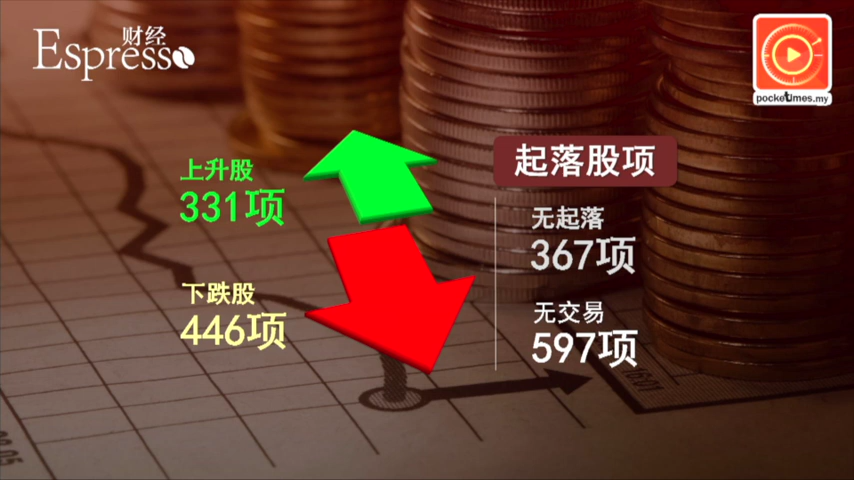 财经
Espresso
pocketimes.my
起落股项
上升股
331项
下跌股
446项
无起落
367项
无交易
597项